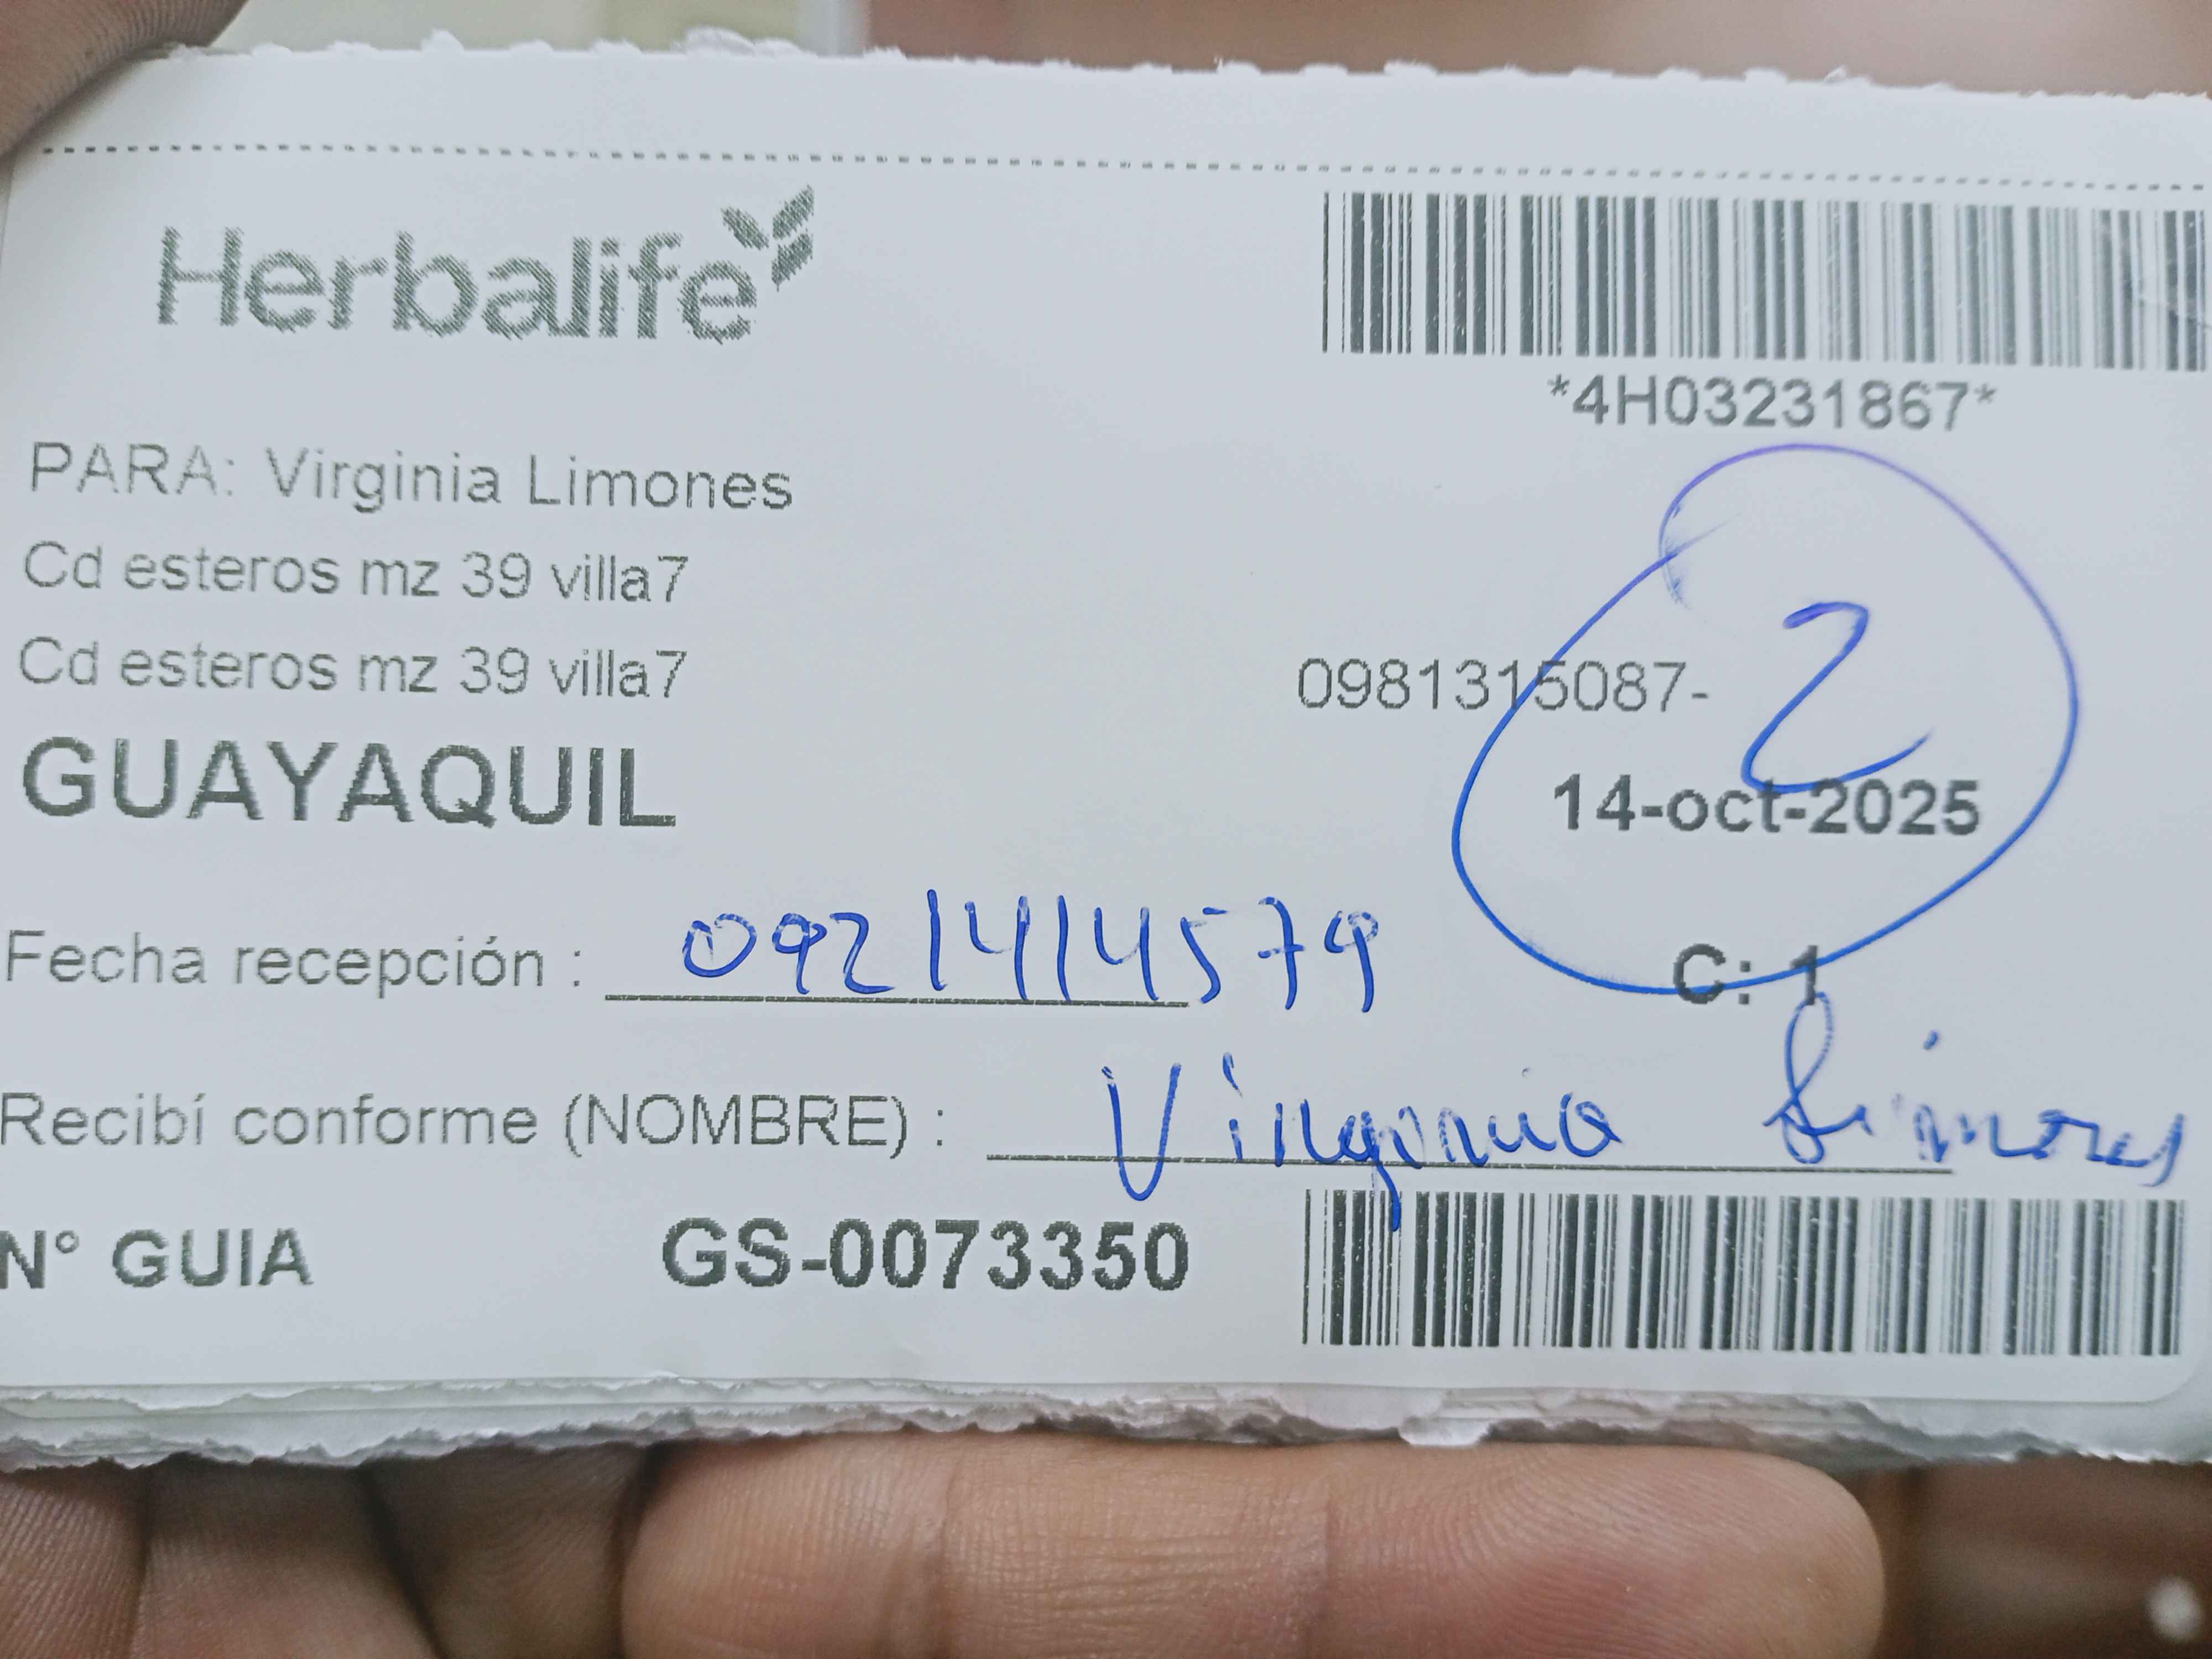 Herbalife
*4H03231867*
PARA: Virginia Limones
Cd esteros mz 39 villa7
Cd esteros mz 39 villa7
0981315087-
2
GUAYAQUIL
14-oct-2025
Fecha recepción : 0921414579
C: 1
Recibí conforme (NOMBRE) : Virginia Limones
N° GUIA GS-0073350